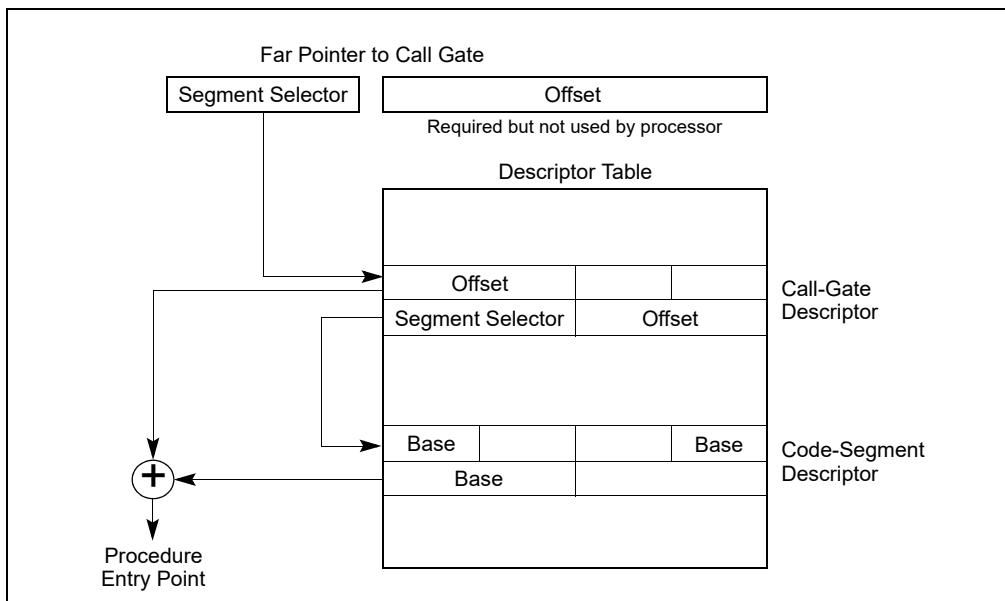 Far Pointer to Call Gate
Segment Selector
Offset
Required but not used by processor
Descriptor Table
Offset
Call-Gate
Descriptor
Segment Selector
Offset
Base
Base
Code-Segment
Descriptor
Base
+
Procedure
Entry Point